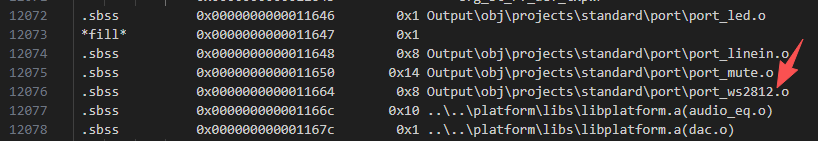 12072 .sbss 0x0000000000011646 0x1 Output\obj\projects\standard\port\port_led.o
12073 *fill* 0x0000000000011647 0x1
12074 .sbss 0x0000000000011648 0x8 Output\obj\projects\standard\port\port_linein.o
12075 .sbss 0x0000000000011650 0x14 Output\obj\projects\standard\port\port_mute.o
12076 .sbss 0x0000000000011664 0x8 Output\obj\projects\standard\port\port_ws2812.o
12077 .sbss 0x000000000001166c 0x10 ..\..\platform\libs\libplatform.a(audio_eq.o)
12078 .sbss 0x000000000001167c 0x1 ..\..\platform\libs\libplatform.a(dac.o)